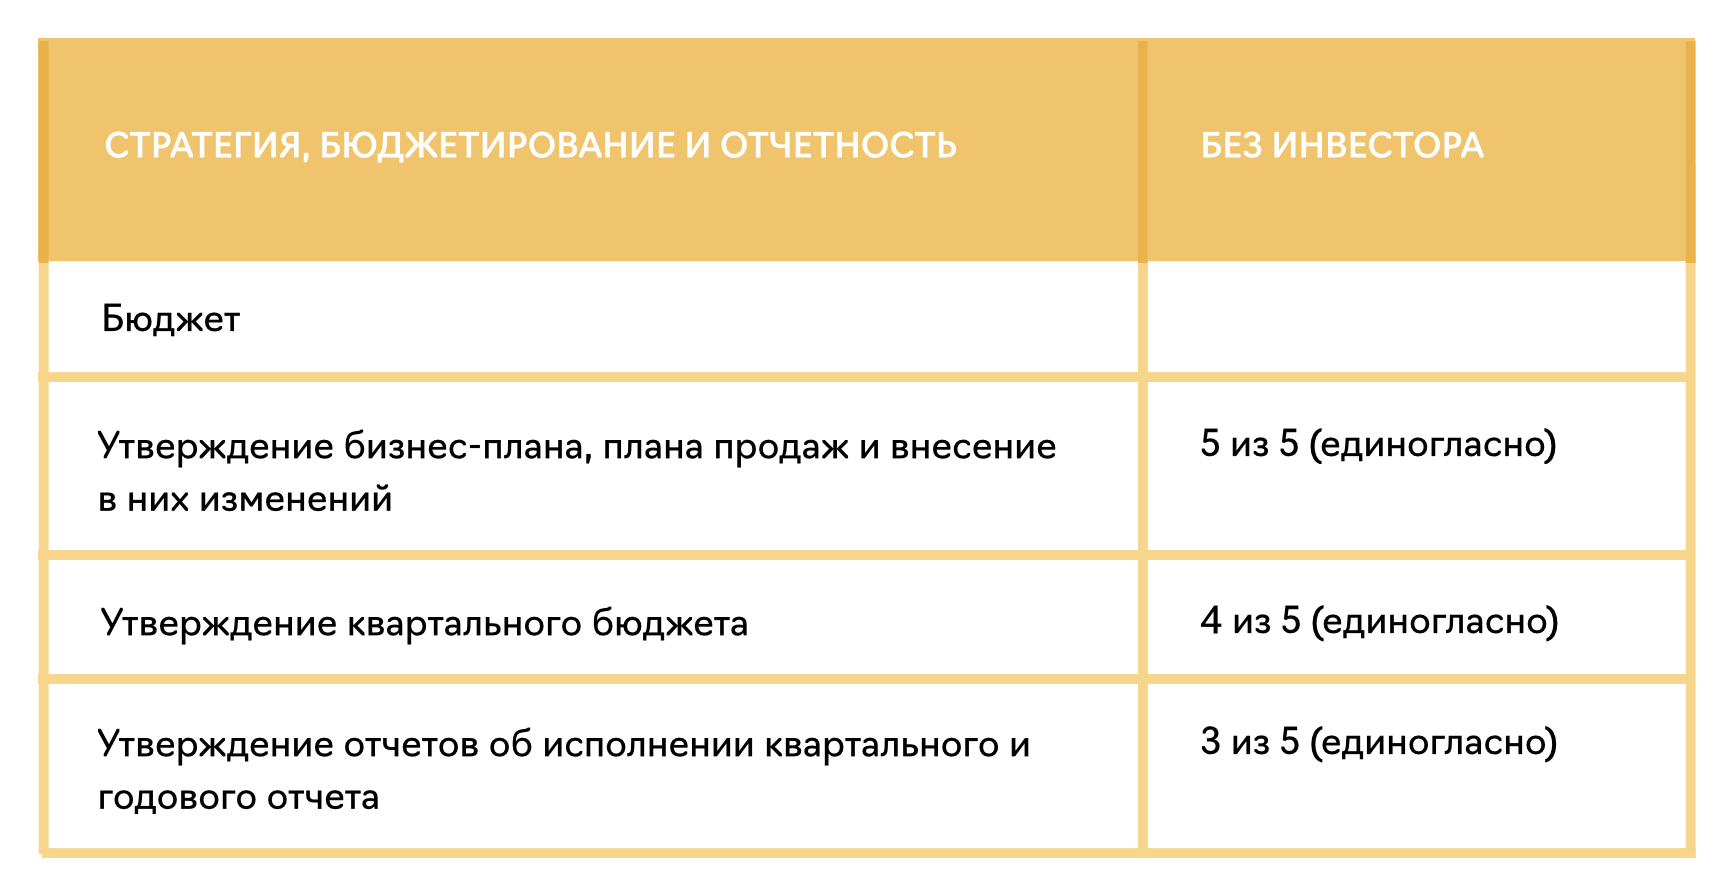 СТРАТЕГИЯ, БЮДЖЕТИРОВАНИЕ И ОТЧЕТНОСТЬ
БЕЗ ИНВЕСТОРА
Бюджет
Утверждение бизнес-плана, плана продаж и внесение
в них изменений
5 из 5 (единогласно)
Утверждение квартального бюджета
4 из 5 (единогласно)
Утверждение отчетов об исполнении квартального и
годового отчета
3 из 5 (единогласно)